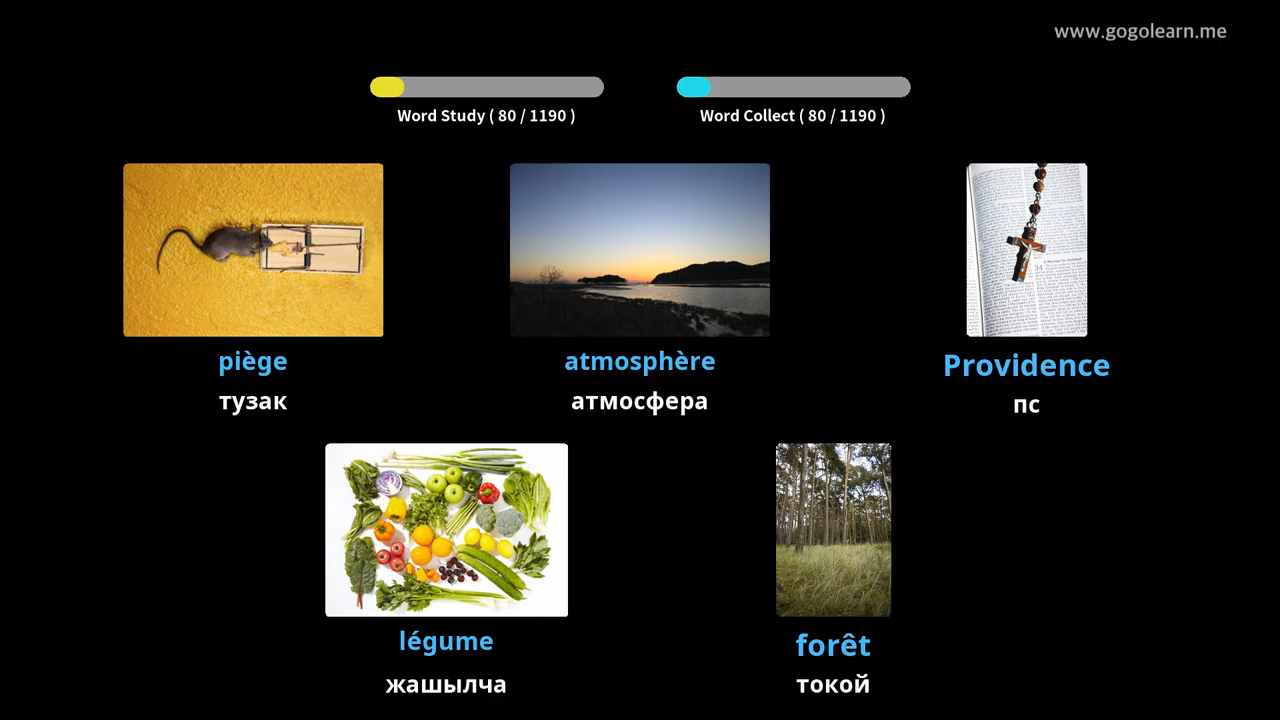 www.gogolearn.me
Word Study ( 80 / 1190 )
Word Collect ( 80 / 1190 )
piège
тузак
atmosphère
атмосфера
Providence
пс
légume
жашылча
forêt
токой